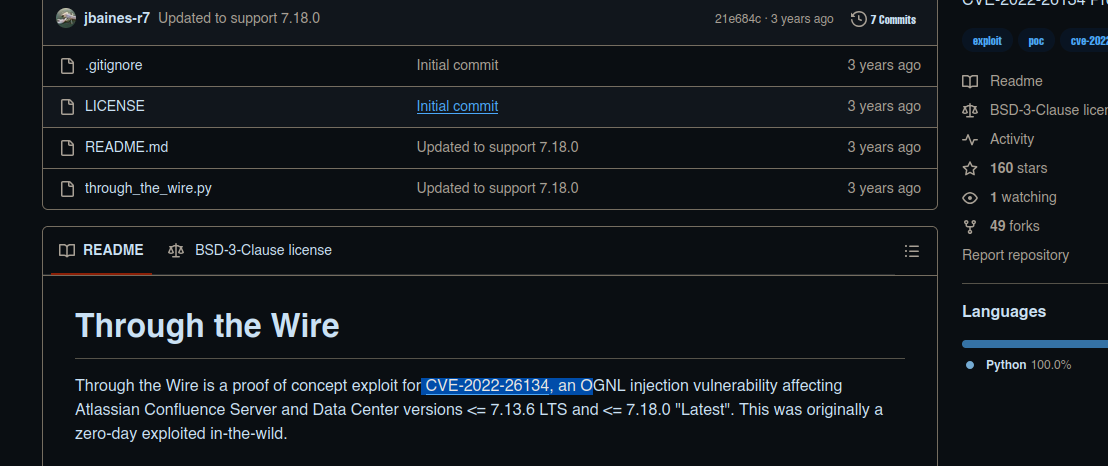 CVE-2022-26134
jbaines-r7 Updated to support 7.18.0 21e684c · 3 years ago 7 Commits
.gitignore Initial commit 3 years ago
LICENSE Initial commit 3 years ago
README.md Updated to support 7.18.0 3 years ago
through_the_wire.py Updated to support 7.18.0 3 years ago
README BSD-3-Clause license
Through the Wire
Through the Wire is a proof of concept exploit for CVE-2022-26134, an OGNL injection vulnerability affecting
Atlassian Confluence Server and Data Center versions <= 7.13.6 LTS and <= 7.18.0 "Latest". This was originally a
zero-day exploited in-the-wild.
exploit poc cve-202
Readme
BSD-3-Clause licen
Activity
160 stars
1 watching
49 forks
Report repository
Languages
Python 100.0%